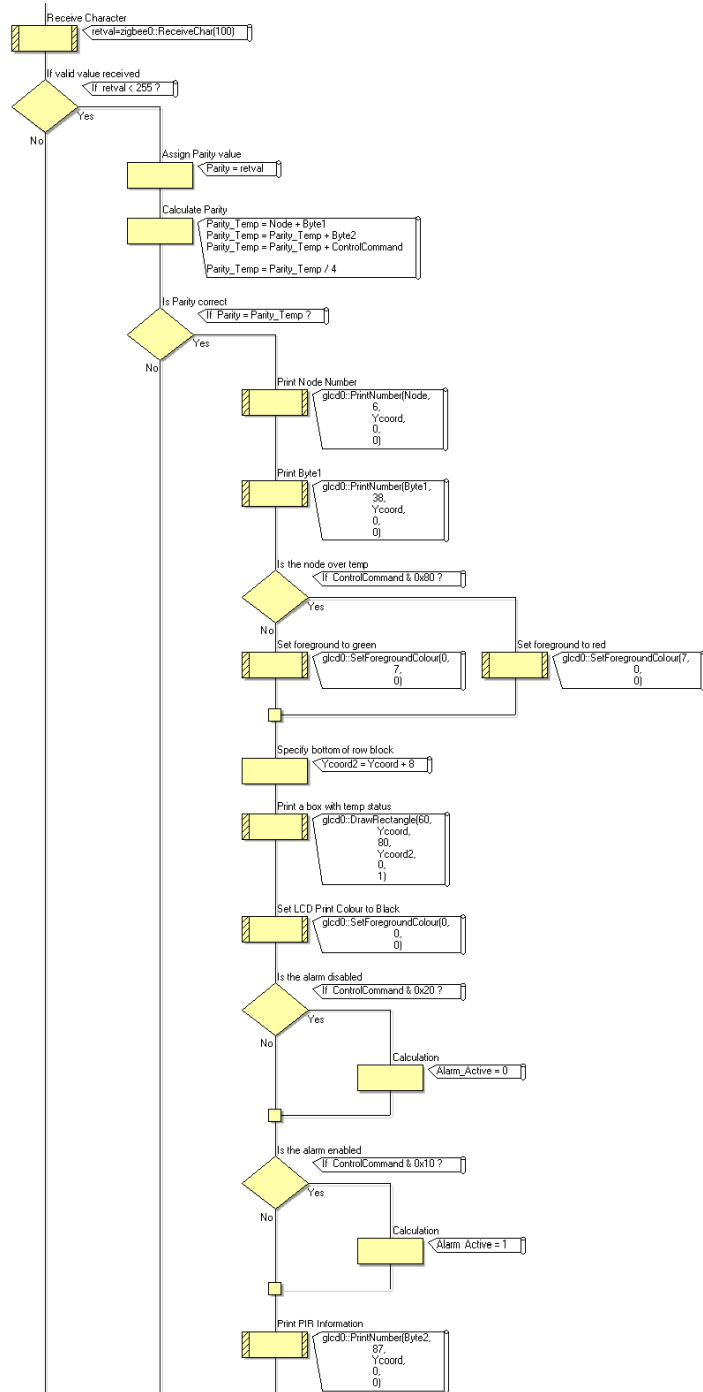 Receive Character
retval=zigbee0::ReceiveChar(100)
If valid value received
If retval < 255 ?
Yes
No
Assign Parity value
Parity = retval
Calculate Parity
Parity_Temp = Node + Byte1
Parity_Temp = Parity_Temp + Byte2
Parity_Temp = Parity_Temp + ControlCommand
Parity_Temp = Parity_Temp / 4
Is Parity correct
If Parity = Parity_Temp ?
Yes
No
Print Node Number
glcd0::PrintNumber(Node,
6,
Ycoord,
0,
0)
Print Byte1
glcd0::PrintNumber(Byte1,
38,
Ycoord,
0,
0)
Is the node over temp
If ControlCommand & 0x80 ?
Yes
No
Set foreground to green
glcd0::SetForegroundColour(0,
7,
0)
Set foreground to red
glcd0::SetForegroundColour(7,
0,
0)
Specify bottom of row block
Ycoord2 = Ycoord + 8
Print a box with temp status
glcd0::DrawRectangle(60,
Ycoord,
80,
Ycoord2,
0,
1)
Set LCD Print Colour to Black
glcd0::SetForegroundColour(0,
0,
0)
Is the alarm disabled
If ControlCommand & 0x20 ?
Yes
No
Calculation
Alarm_Active = 0
Is the alarm enabled
If ControlCommand & 0x10 ?
Yes
No
Calculation
Alarm_Active = 1
Print PIR Information
glcd0::PrintNumber(Byte2,
87,
Ycoord,
0,
0)